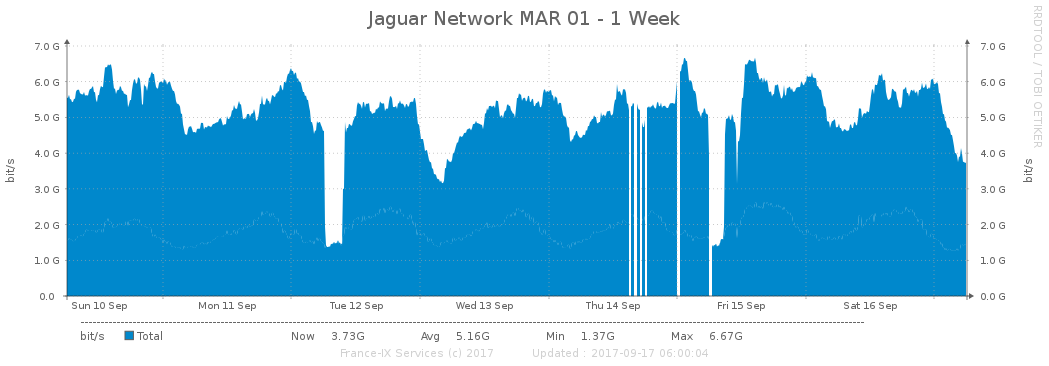 Jaguar Network MAR 01 - 1 Week
RRDTOOL / TOBI OETIKER
7.0 G 7.0 G
6.0 G 6.0 G
5.0 G 5.0 G
4.0 G 4.0 G
3.0 G 3.0 G
2.0 G 2.0 G
1.0 G 1.0 G
0.0 0.0 G
bit/s bit/s
Sun 10 Sep Mon 11 Sep Tue 12 Sep Wed 13 Sep Thu 14 Sep Fri 15 Sep Sat 16 Sep
bit/s Total Now 3.73G Avg 5.16G Min 1.37G Max 6.67G
France-IX Services (c) 2017 Updated : 2017-09-17 06:00:04